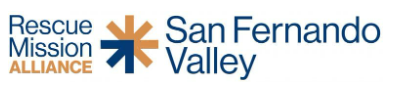 Rescue
Mission
ALLIANCE
San Fernando
Valley